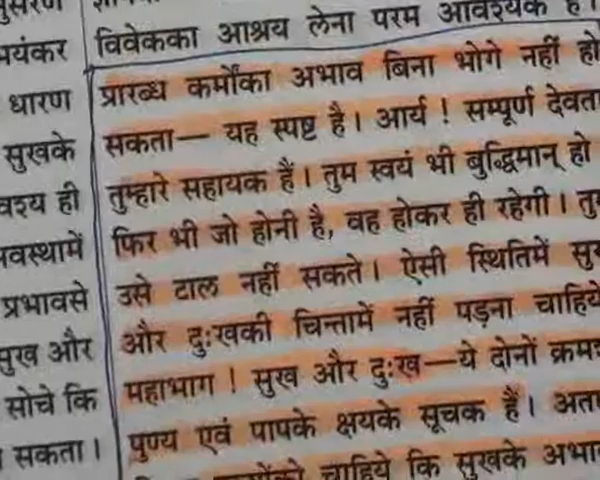 भयंकर
धारण
सुखके
प्रभावसे
सुख और
सोचे कि
सकता।
विवेकका आश्रय लेना परम आवश्यक है।
प्रारब्ध कर्मोंका अभाव बिना भोगे नहीं हो
सकता— यह स्पष्ट है। आर्य ! सम्पूर्ण देवता
तुम्हारे सहायक हैं। तुम स्वयं भी बुद्धिमान् हो
फिर भी जो होनी है, वह होकर ही रहेगी।
उसे टाल नहीं सकते। ऐसी स्थितिमें
और दुःखकी चिन्तामें नहीं पड़ना चाहिये
महाभाग ! सुख और दुःख—ये दोनों
पुण्य एवं पापके क्षयके सूचक हैं।
चाहिये कि सुखके